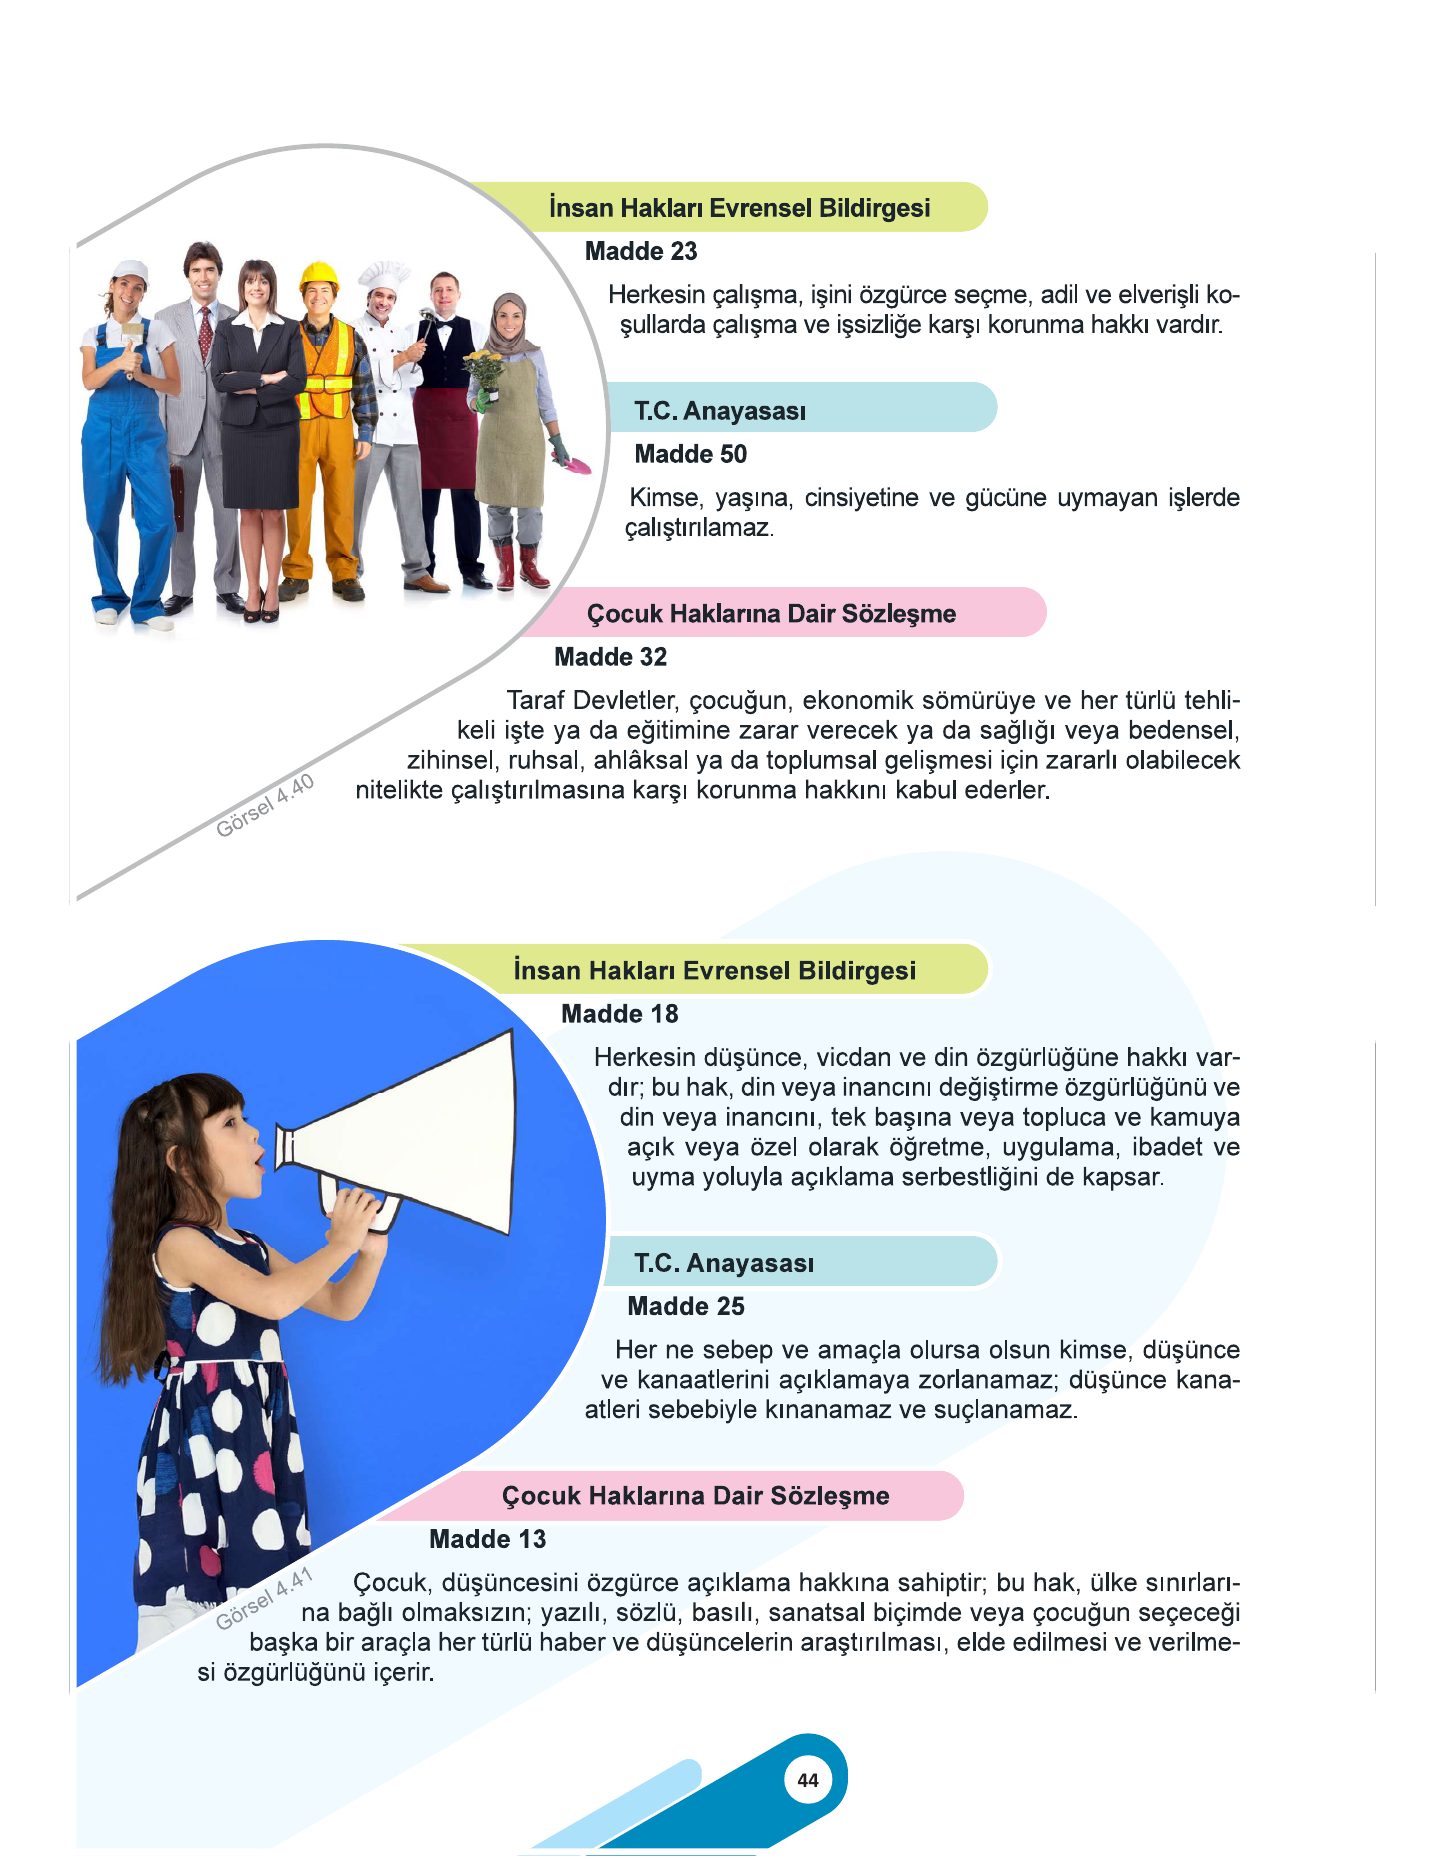 İnsan Hakları Evrensel Bildirgesi
Madde 23
Herkesin çalışma, işini özgürce seçme, adil ve elverişli ko-
şullarda çalışma ve işsizliğe karşı korunma hakkı vardır.
T.C. Anayasası
Madde 50
Kimse, yaşına, cinsiyetine ve gücüne uymayan işlerde
çalıştırılamaz.
Çocuk Haklarına Dair Sözleşme
Madde 32
Taraf Devletler, çocuğun, ekonomik sömürüye ve her türlü tehli-
keli işte ya da eğitimine zarar verecek ya da sağlığı veya bedensel,
zihinsel, ruhsal, ahlâksal ya da toplumsal gelişmesi için zararlı olabilecek
nitelikte çalıştırılmasına karşı korunma hakkını kabul ederler.
Görsel 4.40
İnsan Hakları Evrensel Bildirgesi
Madde 18
Herkesin düşünce, vicdan ve din özgürlüğüne hakkı var-
dır; bu hak, din veya inancını değiştirme özgürlüğünü ve
din veya inancını, tek başına veya topluca ve kamuya
açık veya özel olarak öğretme, uygulama, ibadet ve
uyma yoluyla açıklama serbestliğini de kapsar.
T.C. Anayasası
Madde 25
Her ne sebep ve amaçla olursa olsun kimse, düşünce
ve kanaatlerini açıklamaya zorlanamaz; düşünce kana-
atleri sebebiyle kınanamaz ve suçlanamaz.
Çocuk Haklarına Dair Sözleşme
Madde 13
Çocuk, düşüncesini özgürce açıklama hakkına sahiptir; bu hak, ülke sınırları-
na bağlı olmaksızın; yazılı, sözlü, basılı, sanatsal biçimde veya çocuğun seçeceği
başka bir araçla her türlü haber ve düşüncelerin araştırılması, elde edilmesi ve verilme-
si özgürlüğünü içerir.
Görsel 4.41
44